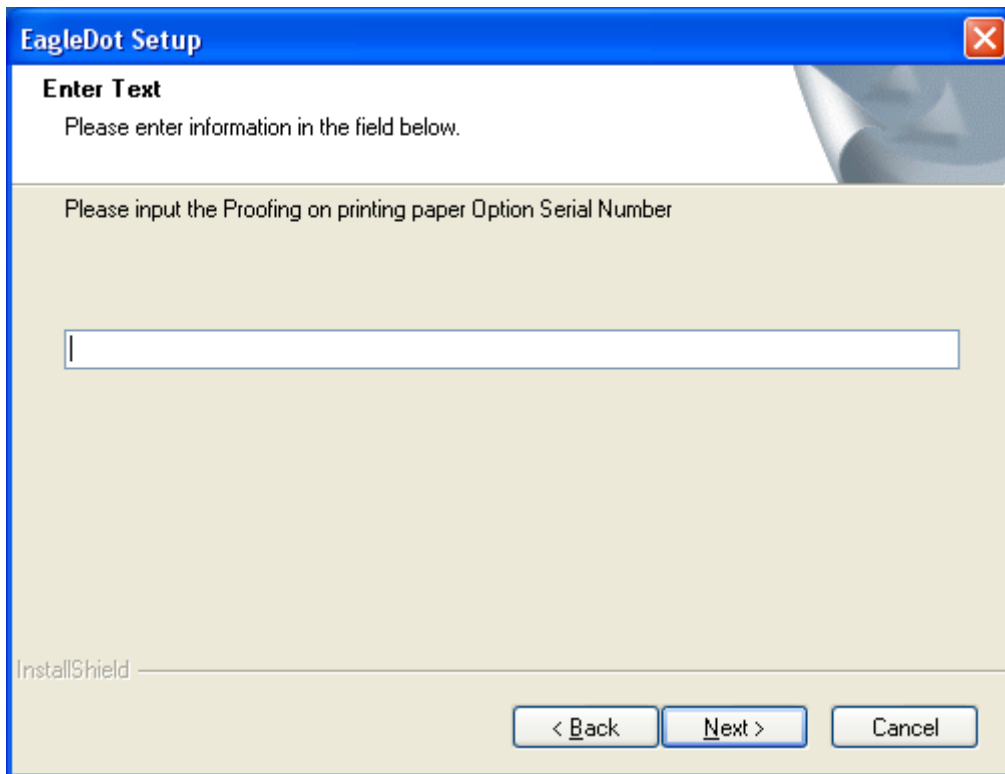 EagleDot Setup
Enter Text
Please enter information in the field below.
Please input the Proofing on printing paper Option Serial Number
InstallShield
< Back Next > Cancel